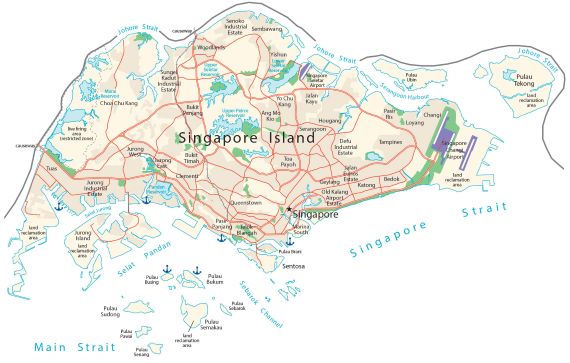 Johore Strait
causeway
Senoko
Industrial
Estate
Sembawang
Woodlands
Johore Strait
Johore Strait
Yishun
Upper
Seletar
Reservoir
Lower
Reservoir
Sungei
Kadut
Industrial
Estate
Singapore
Seletar
Airport
Serangoon Harbour
Pulau
Ubin
Pulau
Tekong
land
reclamation
area
Murai
Reservoir
Choa Chu Kang
Bukit
Panjang
Upper Peirce
Reservoir
Yio Chu
Kang
Jalan
Kayu
Ang Mo
Kio
Hougang
Pasir
Ris
Loyang
Changi
live firing
area
(restricted zone)
Singapore Island
Serangoon
causeway
Jurong
West
Jurong
East
Bukit
Timah
Toa
Payoh
Defu
Industrial
Estate
Tampines
Singapore
Changi
Airport
Tuas
Jurong
Industrial
Estate
Pandan
Reservoir
Clementi
Geylang
Eunos
Estate
Katong
Bedok
land
reclamation
area
Queenstown
Old Kalang
Airport
Estate
Singapore
Pasir
Panjang
Telok
Blangah
Marina
South
Jurong
Island
land
reclamation
area
land
reclamation
area
Selat Pandan
Pulau Brani
Sentosa
Singapore Strait
Pulau
Busing
Pulau
Bukum
Sebarok Channel
Pulau
Sudong
Pulau
Sebarok
Pulau
Semakau
land
reclamation
area
Pulau
Pawai
Pulau
Senang
Main Strait